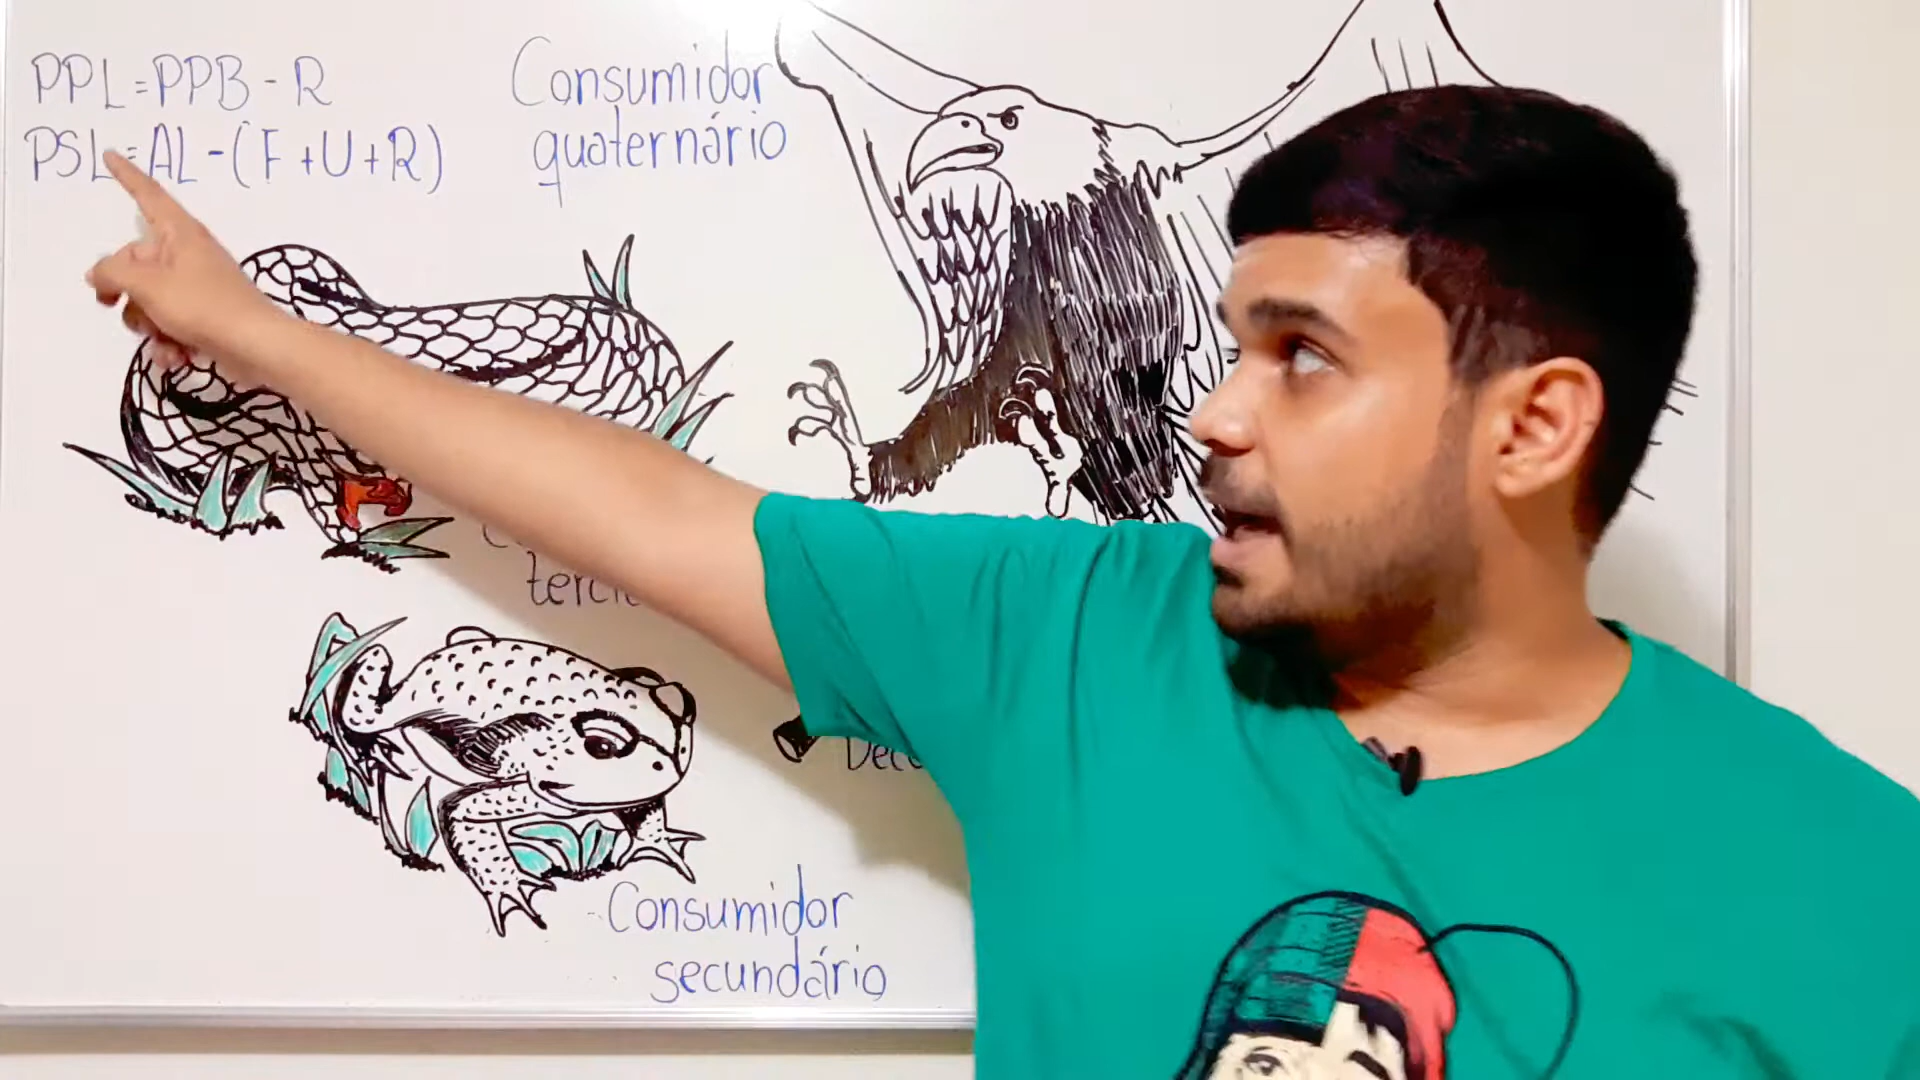 PPL=PPB-R
PSL=AL-(F+U+R)
Consumidor
quaternário
Consumidor
secundário